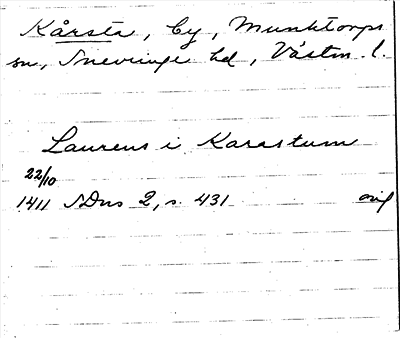 Kårsta, by, Munktorps
sn, Snevringe hd, Västm. l.
Laurens i Karastum
22/10
1411 SDns 2, s. 431 orig